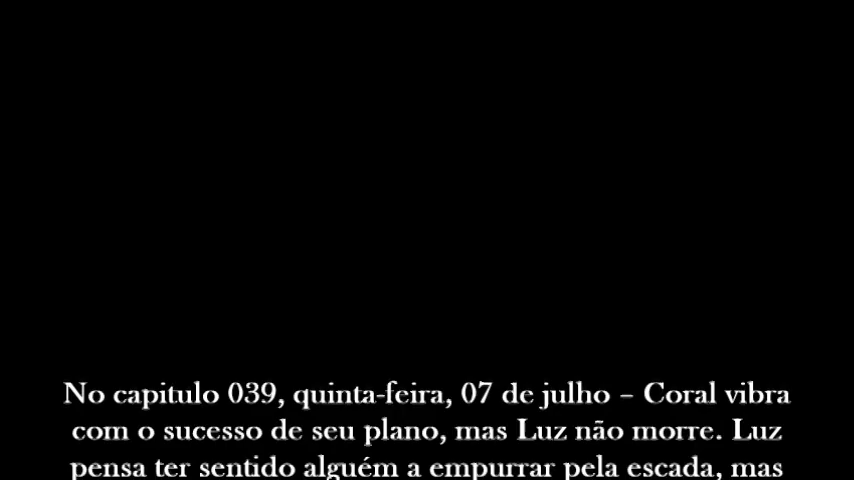 No capitulo 039, quinta-feira, 07 de julho – Coral vibra
com o sucesso de seu plano, mas Luz não morre. Luz
pensa ter sentido alguém a empurrar pela escada, mas